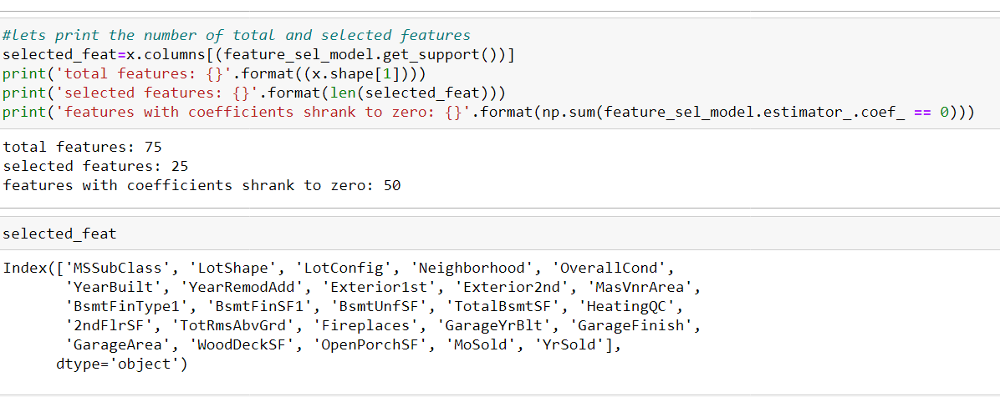 #lets print the number of total and selected features
selected_feat=x.columns[(feature_sel_model.get_support())]
print('total features: {}'.format((x.shape[1])))
print('selected features: {}'.format(len(selected_feat)))
print('features with coefficients shrank to zero: {}'.format(np.sum(feature_sel_model.estimator_.coef_ == 0)))
total features: 75
selected features: 25
features with coefficients shrank to zero: 50
selected_feat
Index(['MSSubClass', 'LotShape', 'LotConfig', 'Neighborhood', 'OverallCond',
'YearBuilt', 'YearRemodAdd', 'Exterior1st', 'Exterior2nd', 'MasVnrArea',
'BsmtFinType1', 'BsmtFinSF1', 'BsmtUnfSF', 'TotalBsmtSF', 'HeatingQC',
'2ndFlrSF', 'TotRmsAbvGrd', 'Fireplaces', 'GarageYrBlt', 'GarageFinish',
'GarageArea', 'WoodDeckSF', 'OpenPorchSF', 'MoSold', 'YrSold'],
dtype='object')